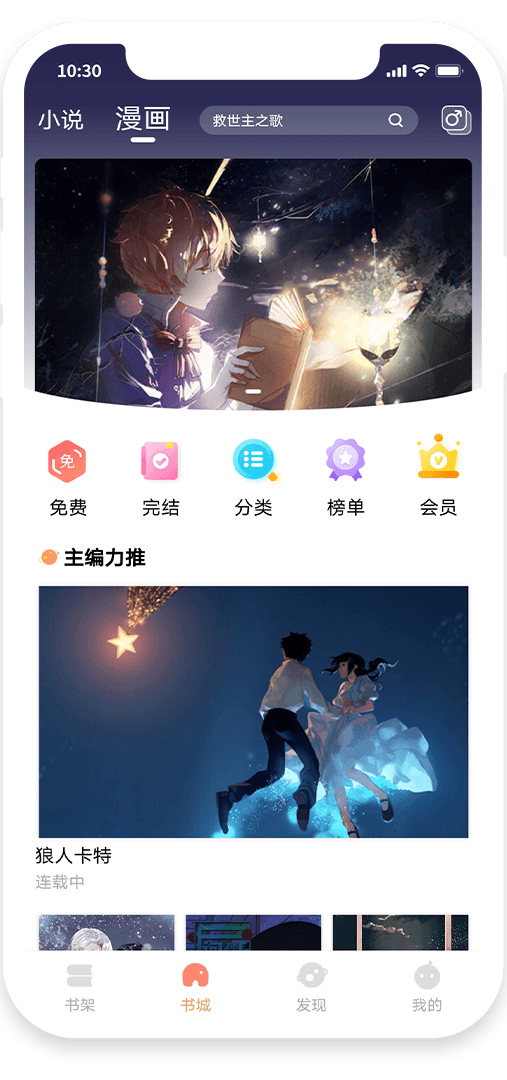 10:30
小说 漫画 救世主之歌
免
免费 完结 分类 榜单 会员
主编力推
狼人卡特
连载中
书架 书城 发现 我的